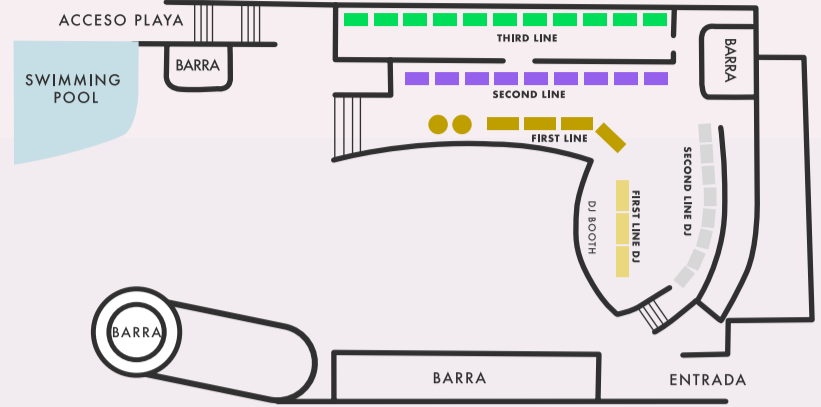 ACCESO PLAYA
THIRD LINE
BARRA
BARRA
SWIMMING
POOL
SECOND LINE
FIRST LINE
SECOND LINE DJ
FIRST LINE DJ
DJ BOOTH
BARRA
BARRA
ENTRADA